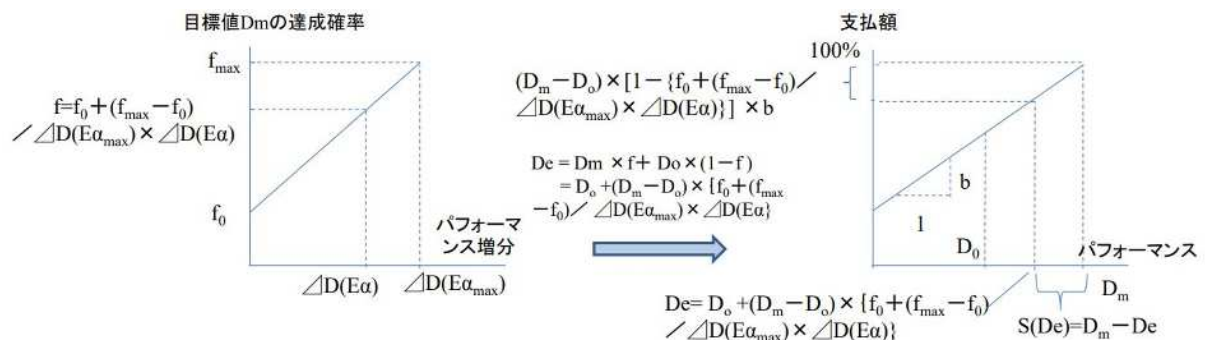 目標値Dmの達成確率
fmax
f=f0+(fmax−f0)
/⊿D(Eαmax)×⊿D(Eα)
f0
パフォーマ
ンス増分
⊿D(Eα)
⊿D(Eαmax)
支払額
100%
(Dm−Do)×[1−{f0+(fmax−f0)/
⊿D(Eαmax)×⊿D(Eα)}]×b
De = Dm ×f+ Do×(1−f)
= Do +(Dm−Do)×{f0+(fmax
−f0)/ ⊿D(Eαmax)×⊿D(Eα}
b
1
D0
パフォーマンス
Dm
De= Do +(Dm−Do)×{f0+(fmax−f0)
/⊿D(Eαmax)×⊿D(Eα)}
S(De)=Dm−De